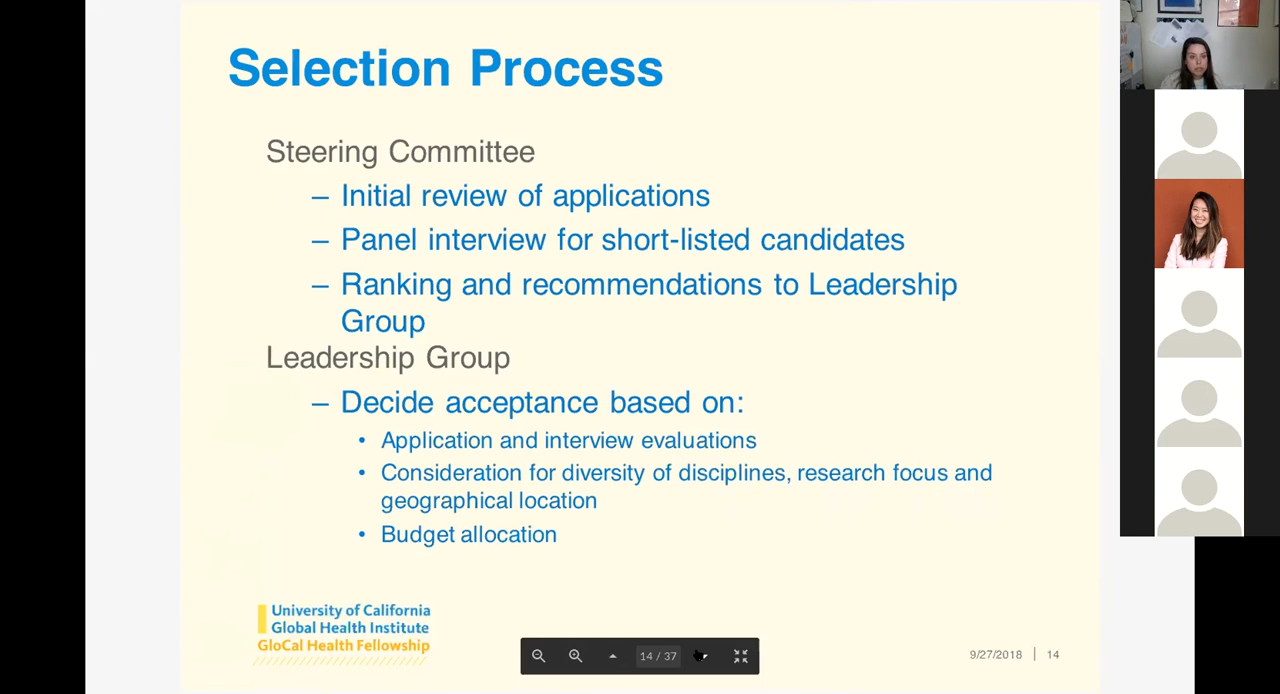 Selection Process
Steering Committee
– Initial review of applications
– Panel interview for short-listed candidates
– Ranking and recommendations to Leadership
Group
Leadership Group
– Decide acceptance based on:
• Application and interview evaluations
• Consideration for diversity of disciplines, research focus and
geographical location
• Budget allocation
University of California
Global Health Institute
GloCal Health Fellowship
14 / 37
9/27/2018 | 14